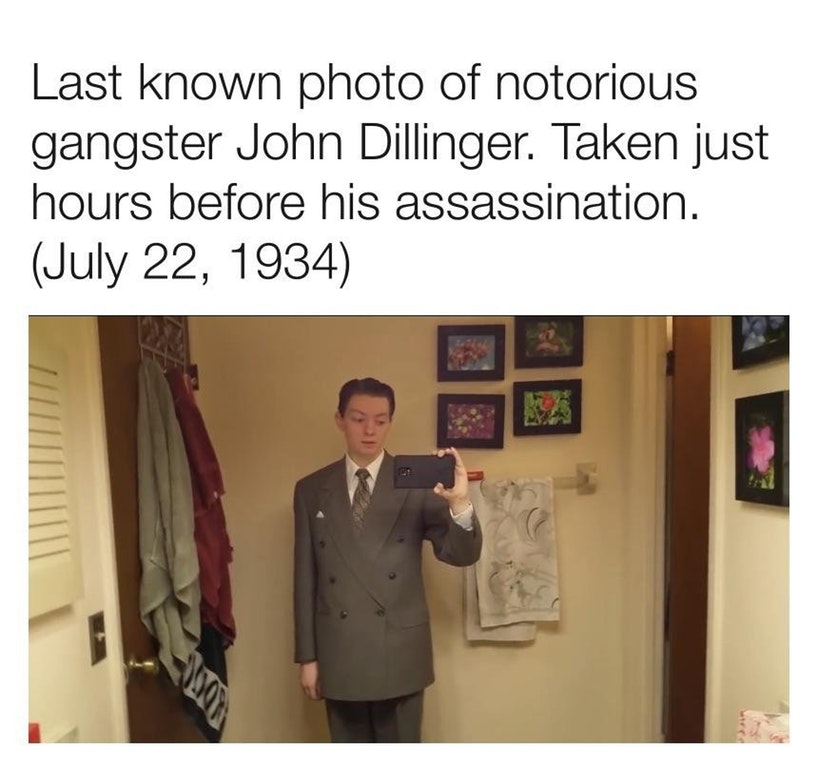 Last known photo of notorious
gangster John Dillinger. Taken just
hours before his assassination.
(July 22, 1934)